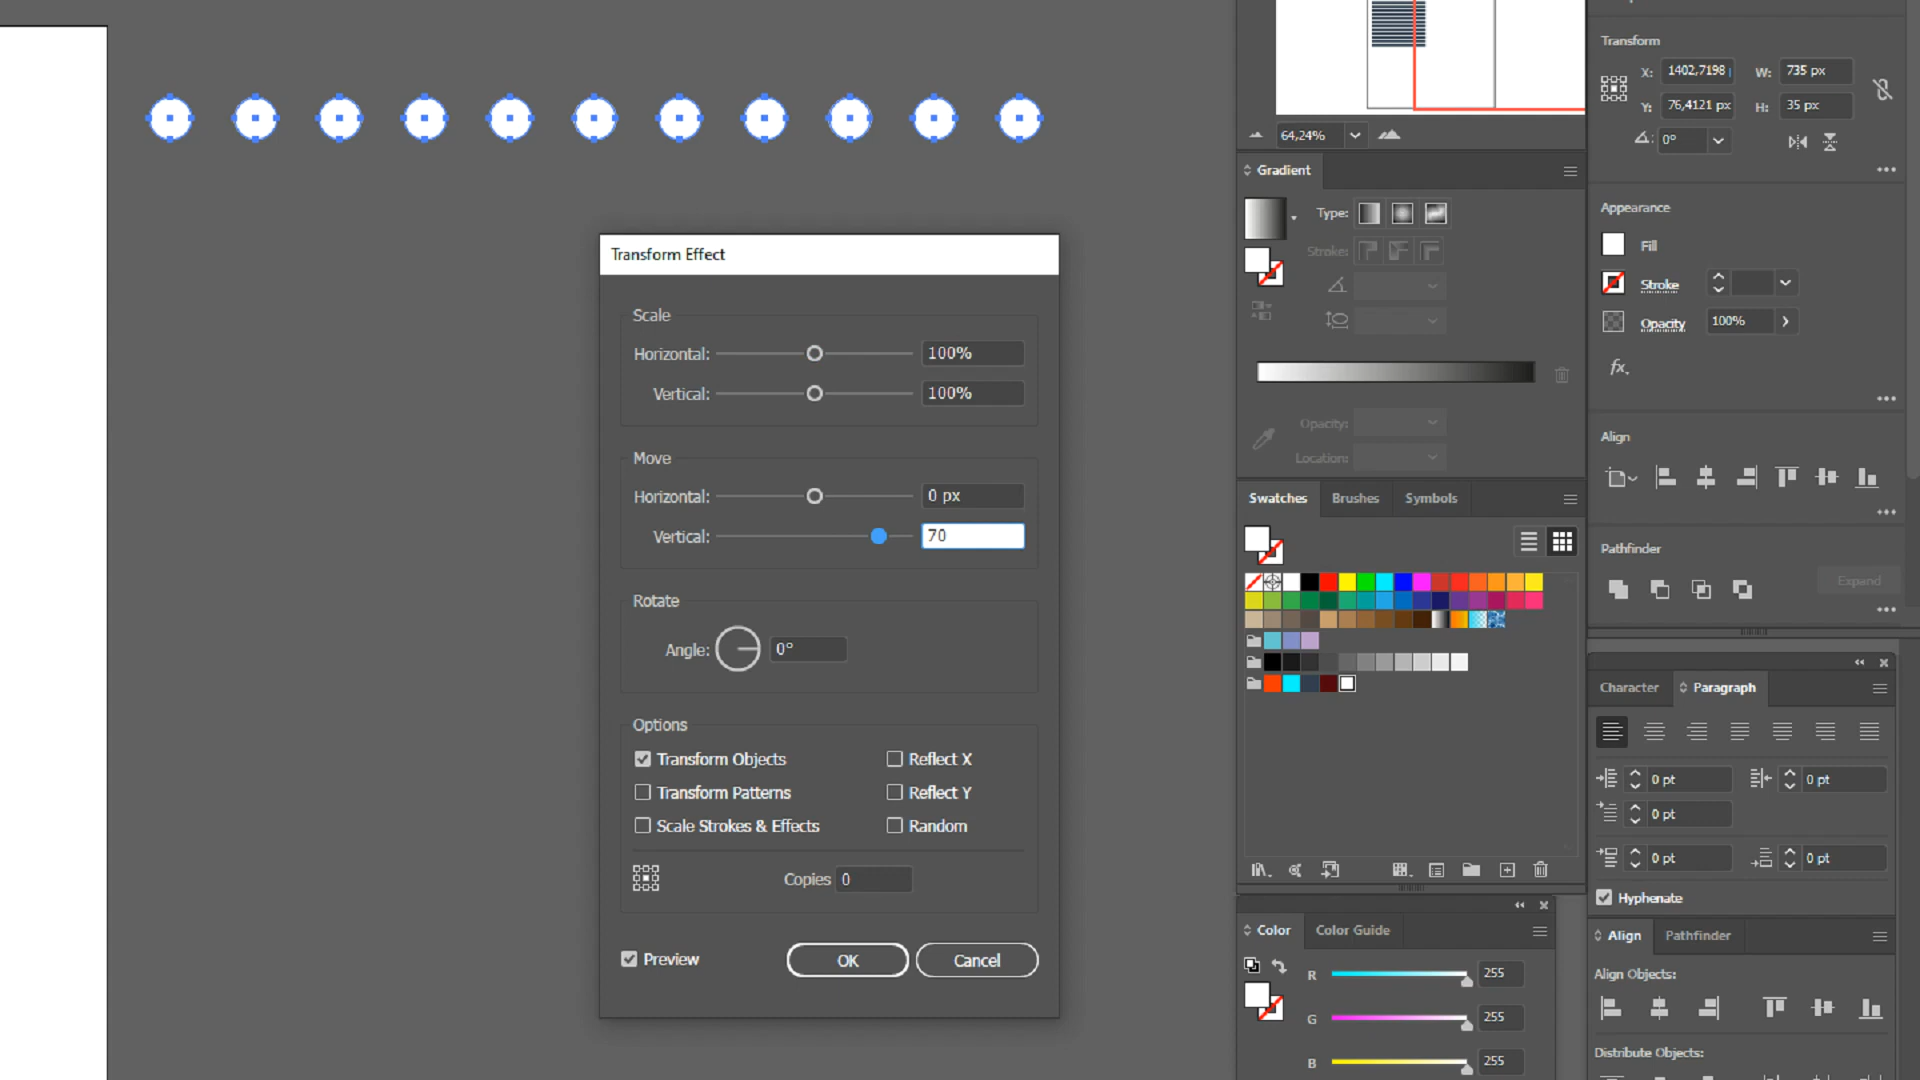 Transform
X: 1402,7198 W: 735 px
Y: 76,4121 px H: 35 px
0°
64,24%
Gradient
Type:
Stroke:
Opacity:
Location:
Appearance
Fill
Stroke
Opacity 100%
fx.
Align
Pathfinder
Expand
Transform Effect
Scale
Horizontal: 100%
Vertical: 100%
Move
Horizontal: 0 px
Vertical: 70
Rotate
Angle: 0°
Options
Transform Objects Reflect X
Transform Patterns Reflect Y
Scale Strokes & Effects Random
Copies 0
Preview OK Cancel
Swatches Brushes Symbols
Character Paragraph
0 pt 0 pt
0 pt
0 pt 0 pt
Hyphenate
Color Color Guide
R 255
G 255
B 255
Align Pathfinder
Align Objects:
Distribute Objects: